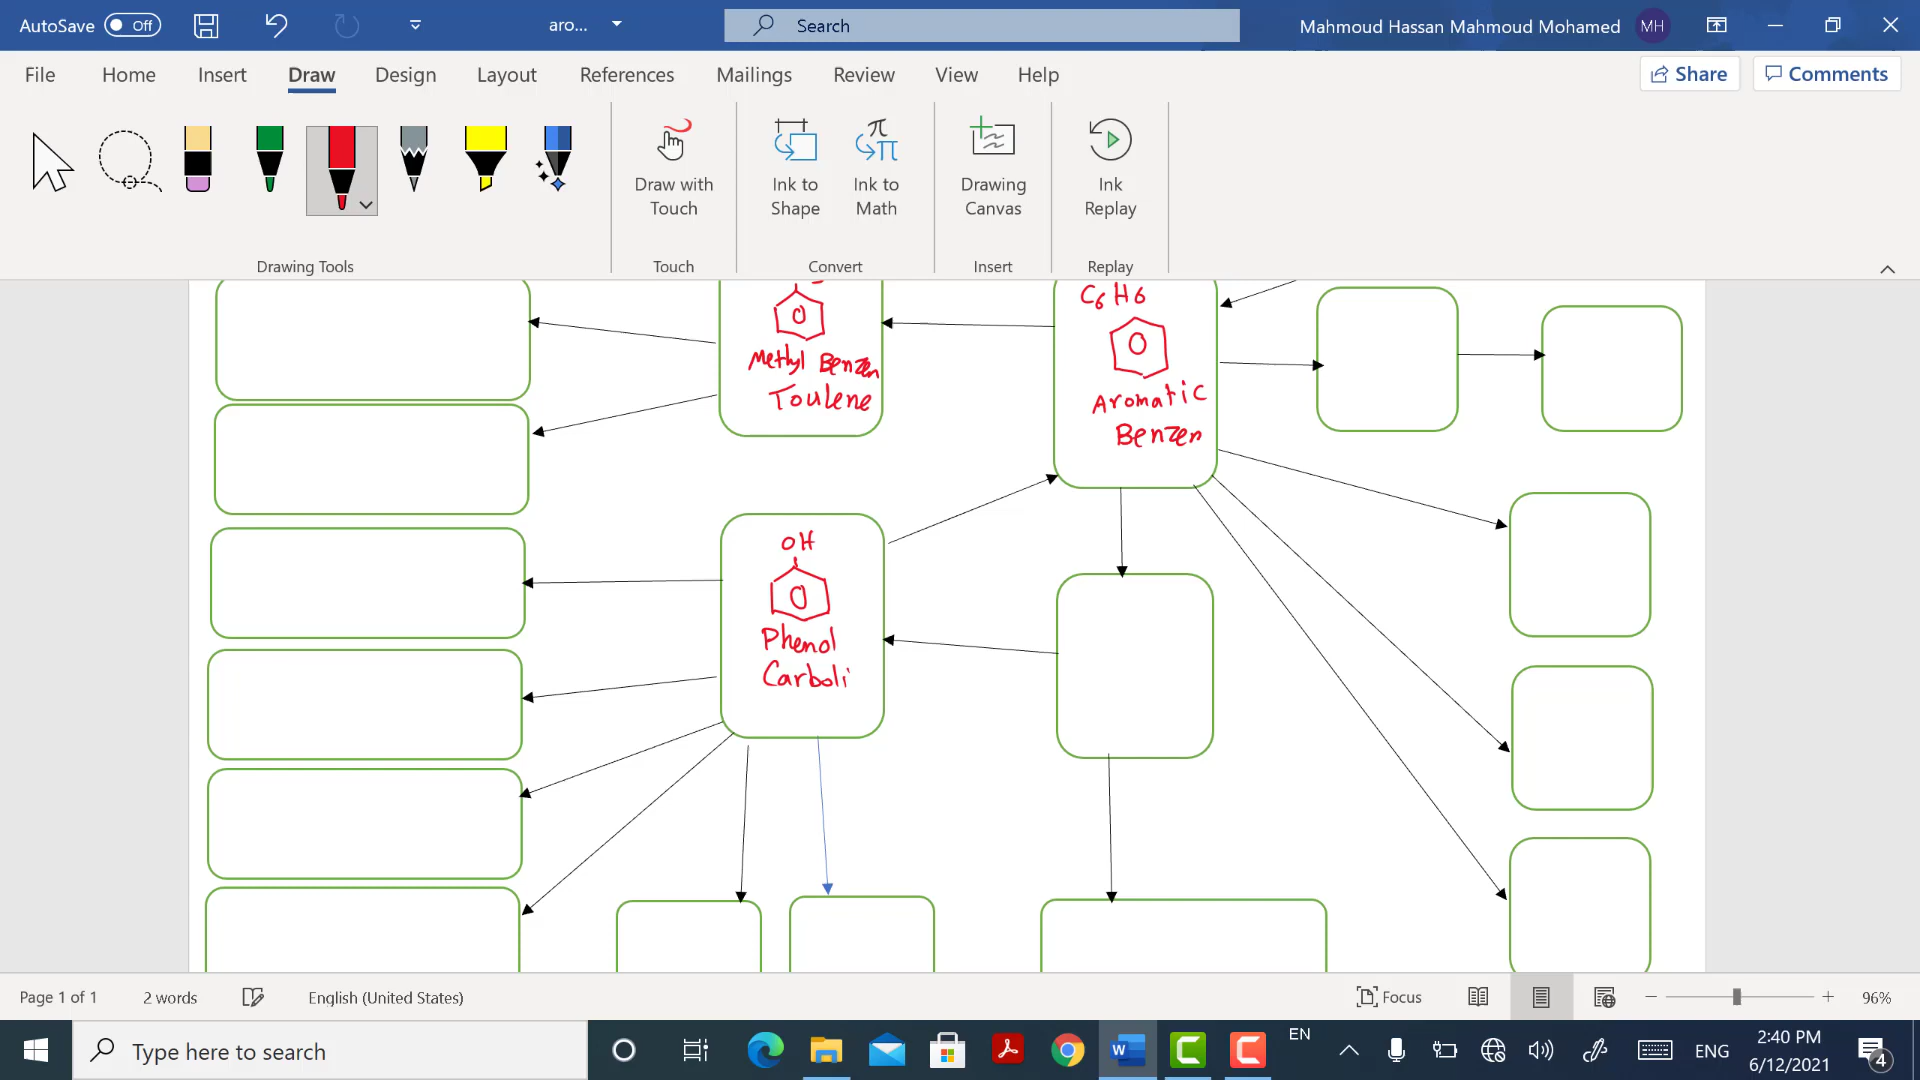 AutoSave Off
aro...
Search
Mahmoud Hassan Mahmoud Mohamed MH
File Home Insert Draw Design Layout References Mailings Review View Help
Share Comments
Draw with Touch
Ink to Shape
Ink to Math
Drawing Canvas
Ink Replay
Drawing Tools Touch Convert Insert Replay
C6H6
Methyl Benzen
Toulene
Aromatic
Benzen
OH
Phenol
Carboli
Page 1 of 1 2 words English (United States) Focus 96%
Type here to search
EN
ENG
2:40 PM
6/12/2021
4